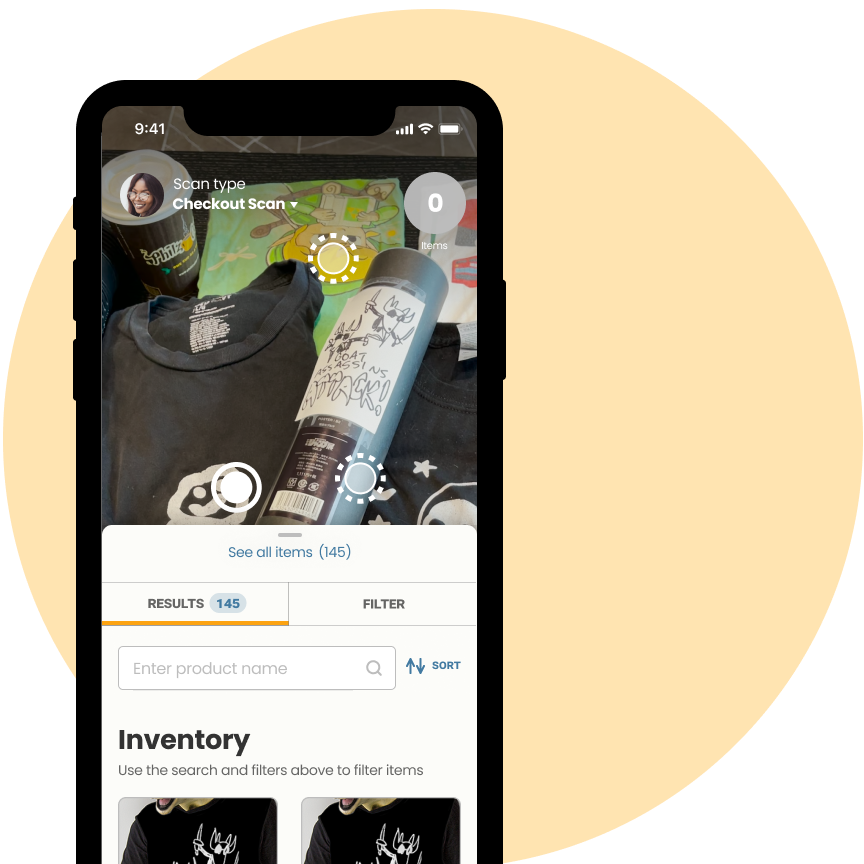 9:41
Scan type
Checkout Scan
0
Items
Philz
GOAT
ASSASSINS
See all items (145)
RESULTS 145
FILTER
Enter product name
SORT
Inventory
Use the search and filters above to filter items